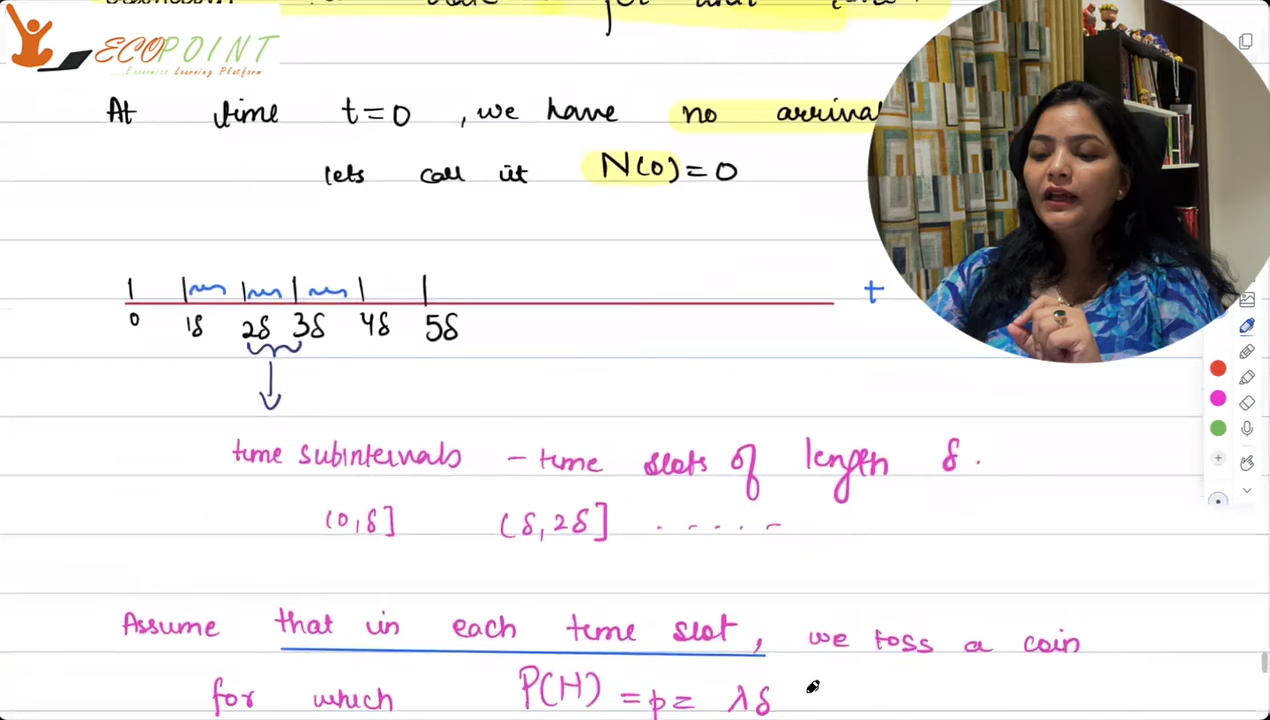 for that
ECOPOINT
....Economics Learning Platform
At time t=0 , we have no arrival
lets call it N(0) = 0
t
0 1δ 2δ 3δ 4δ 5δ
time subintervals - time slots of length δ.
(0,δ] (δ,2δ] . - . . . -
Assume that in each time slot, we toss a coin
for which P(H) = p = λδ